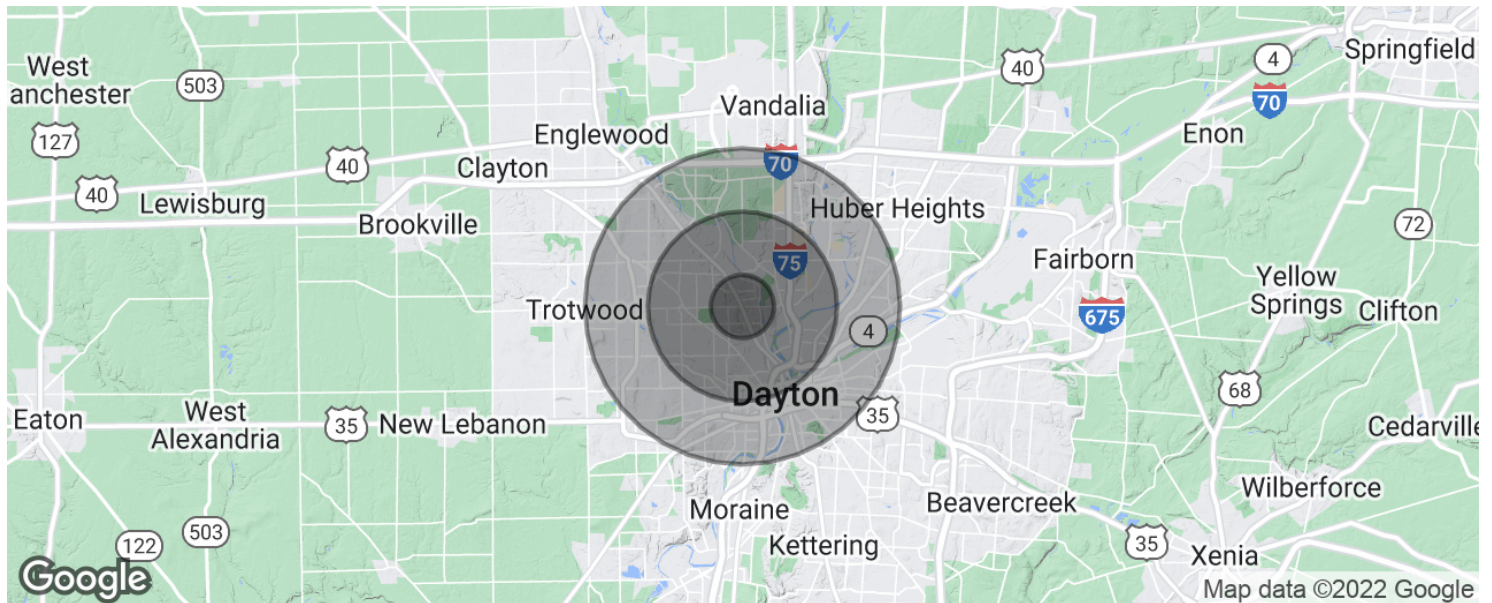 Springfield
West
anchester
503
40
4
70
Vandalia
127
Englewood
Enon
40
Clayton
70
40
Lewisburg
Huber Heights
Brookville
72
75
Fairborn
Yellow
Springs
Trotwood
Clifton
675
4
68
Dayton
Eaton
West
Alexandria
35
New Lebanon
35
Cedarville
Wilberforce
Beavercreek
Moraine
503
122
Kettering
35
Xenia
Google
Map data ©2022 Google